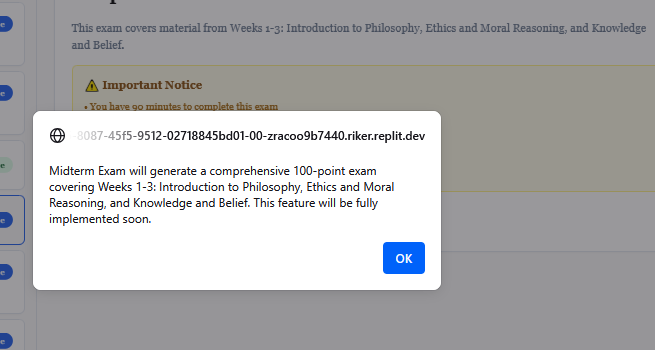 This exam covers material from Weeks 1-3: Introduction to Philosophy, Ethics and Moral Reasoning, and Knowledge
and Belief.
⚠ Important Notice
• You have 90 minutes to complete this exam
-8087-45f5-9512-02718845bd01-00-zracoo9b7440.riker.replit.dev
Midterm Exam will generate a comprehensive 100-point exam
covering Weeks 1-3: Introduction to Philosophy, Ethics and Moral
Reasoning, and Knowledge and Belief. This feature will be fully
implemented soon.
OK